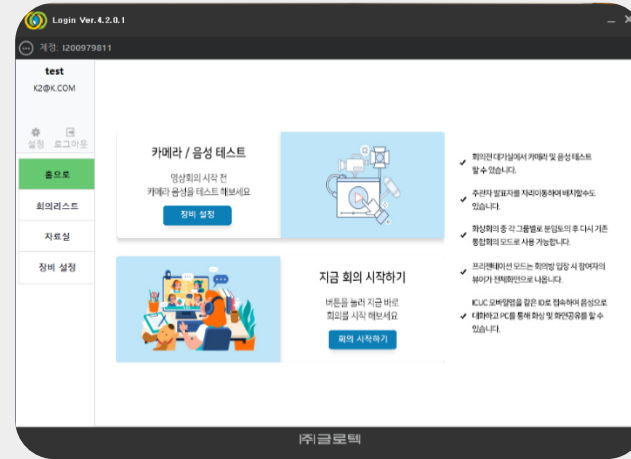 Login Ver.4.2.0.1
계정: I200979811
test
K2@K.COM
설정 로그아웃
홈으로
회의리스트
자료실
장비 설정
카메라 / 음성 테스트
영상회의 시작 전
카메라 음성을 테스트 해보세요
장비 설정
지금 회의 시작하기
버튼을 눌러 지금 바로
회의를 시작 해보세요
회의 시작하기
회의전 대기실에서 카메라 및 음성 테스트
할 수 있습니다.
주관자 발표자를 자리이동하여 배치할수도
있습니다.
화상회의 중 각 그룹별로 분임토의 후 다시 기존
통합회의 모드로 사용 가능합니다.
프리젠테이션 모드는 회의방 입장 시 참여자의
뷰어가 전체화면으로 나옵니다.
ICUC 모바일앱을 같은 ID로 접속하여 음성으로
대화하고 PC를 통해 화상 및 화면공유를 할 수
있습니다.
㈜글로텍